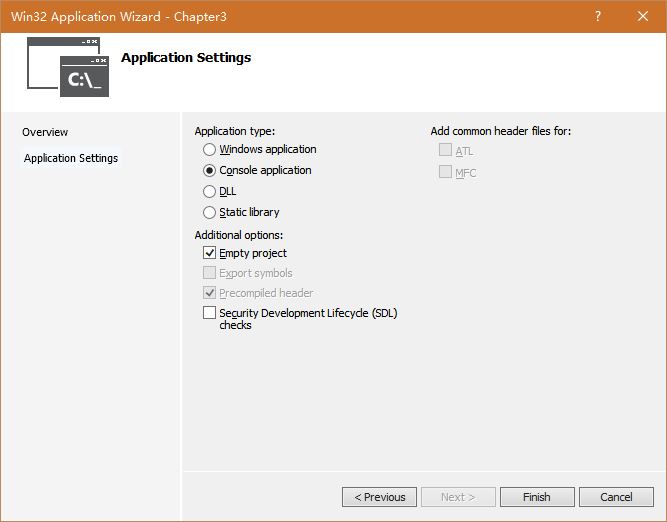 Win32 Application Wizard - Chapter3
?
C:\_
Application Settings
Overview
Application Settings
Application type:
Windows application
Console application
DLL
Static library
Additional options:
Empty project
Export symbols
Precompiled header
Security Development Lifecycle (SDL)
checks
Add common header files for:
ATL
MFC
< Previous
Next >
Finish
Cancel